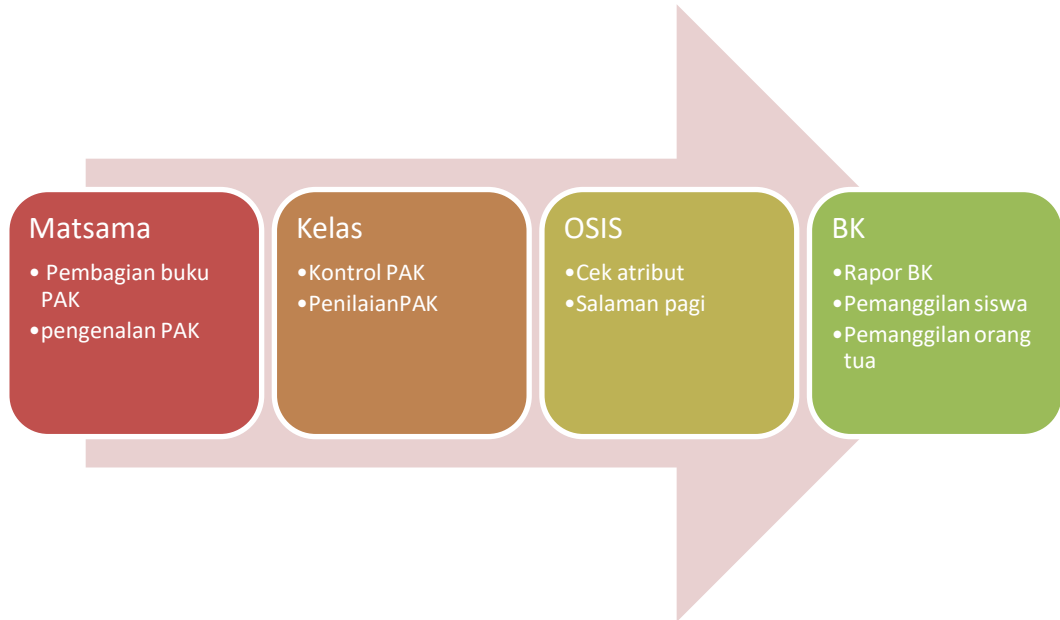 Matsama
• Pembagian buku
PAK
•pengenalan PAK
Kelas
•Kontrol PAK
•PenilaianPAK
OSIS
•Cek atribut
•Salaman pagi
BK
•Rapor BK
•Pemanggilan siswa
•Pemanggilan orang
tua